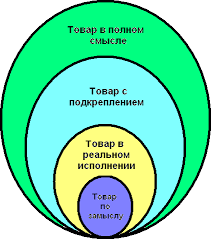 Товар в полном
смысле
Товар с
подкреплением
Товар в
реальном
исполнении
Товар
по
замыслу